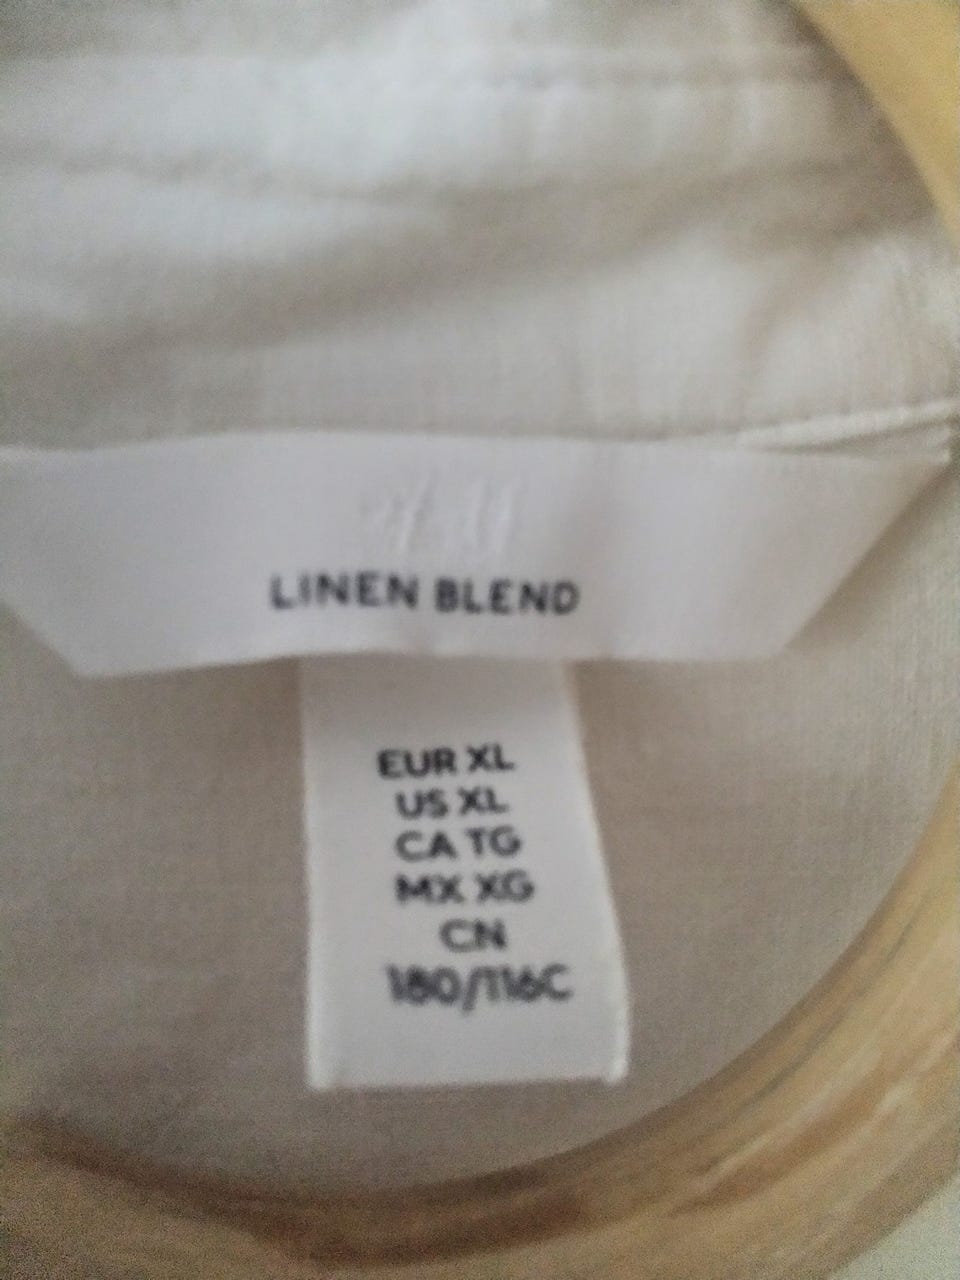 H&M
LINEN BLEND
EUR XL
US XL
CA TG
MX XG
CN
180/116C